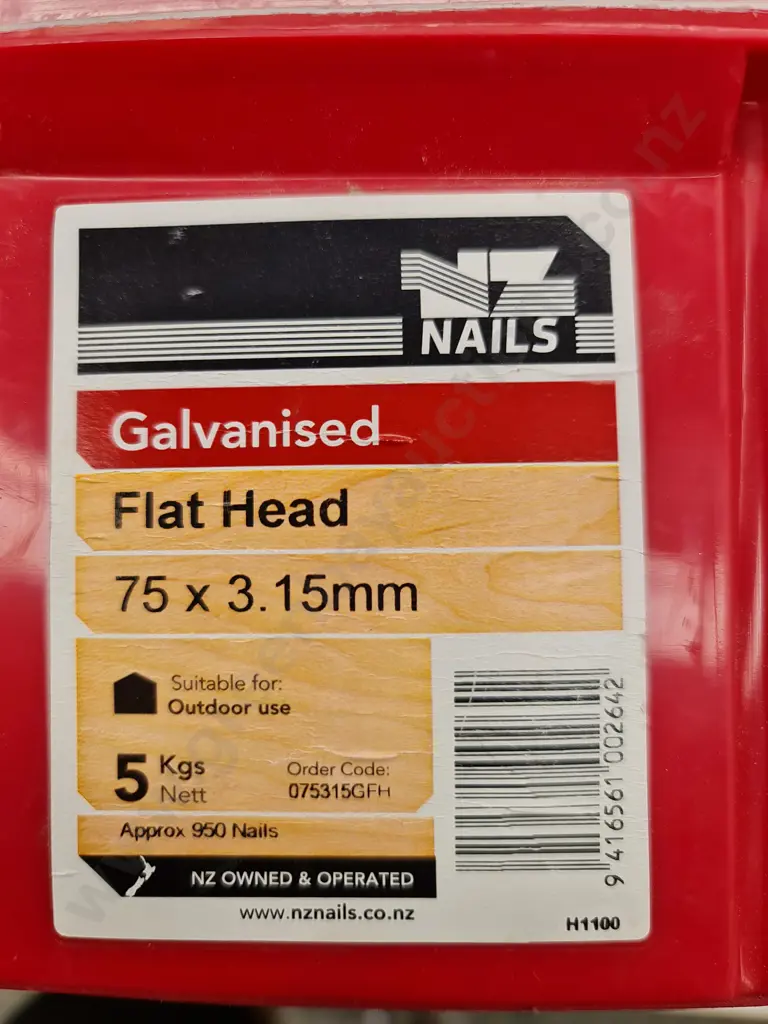 NZ
NAILS
Galvanised
Flat Head
75 x 3.15mm
Suitable for:
Outdoor use
5 Kgs
Nett
Order Code:
075315GFH
Approx 950 Nails
NZ OWNED & OPERATED
www.nznails.co.nz
9 416561 002642
H1100